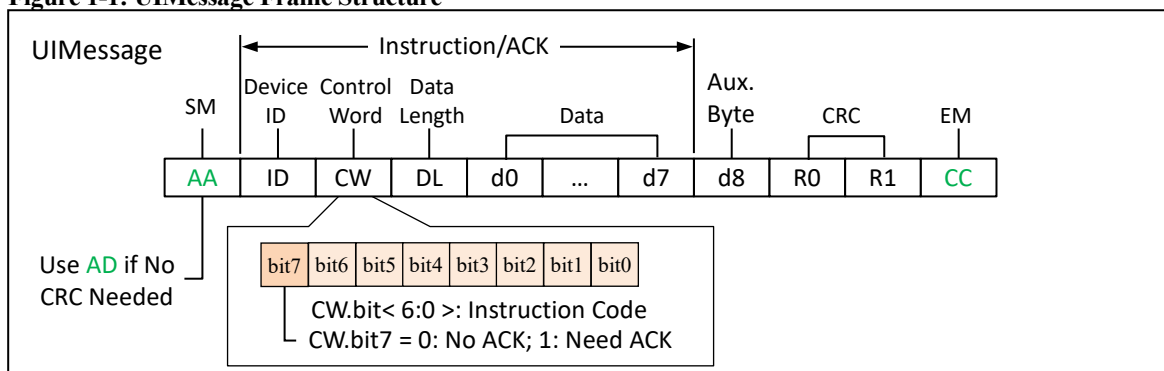 Figure 1-1: UIMessage Frame Structure
UIMessage
Instruction/ACK
SM
Device ID
Control Word
Data Length
Data
Aux. Byte
CRC
EM
AA ID CW DL d0 ... d7 d8 R0 R1 CC
Use AD if No
CRC Needed
bit7 bit6 bit5 bit4 bit3 bit2 bit1 bit0
CW.bit< 6:0 >: Instruction Code
CW.bit7 = 0: No ACK; 1: Need ACK